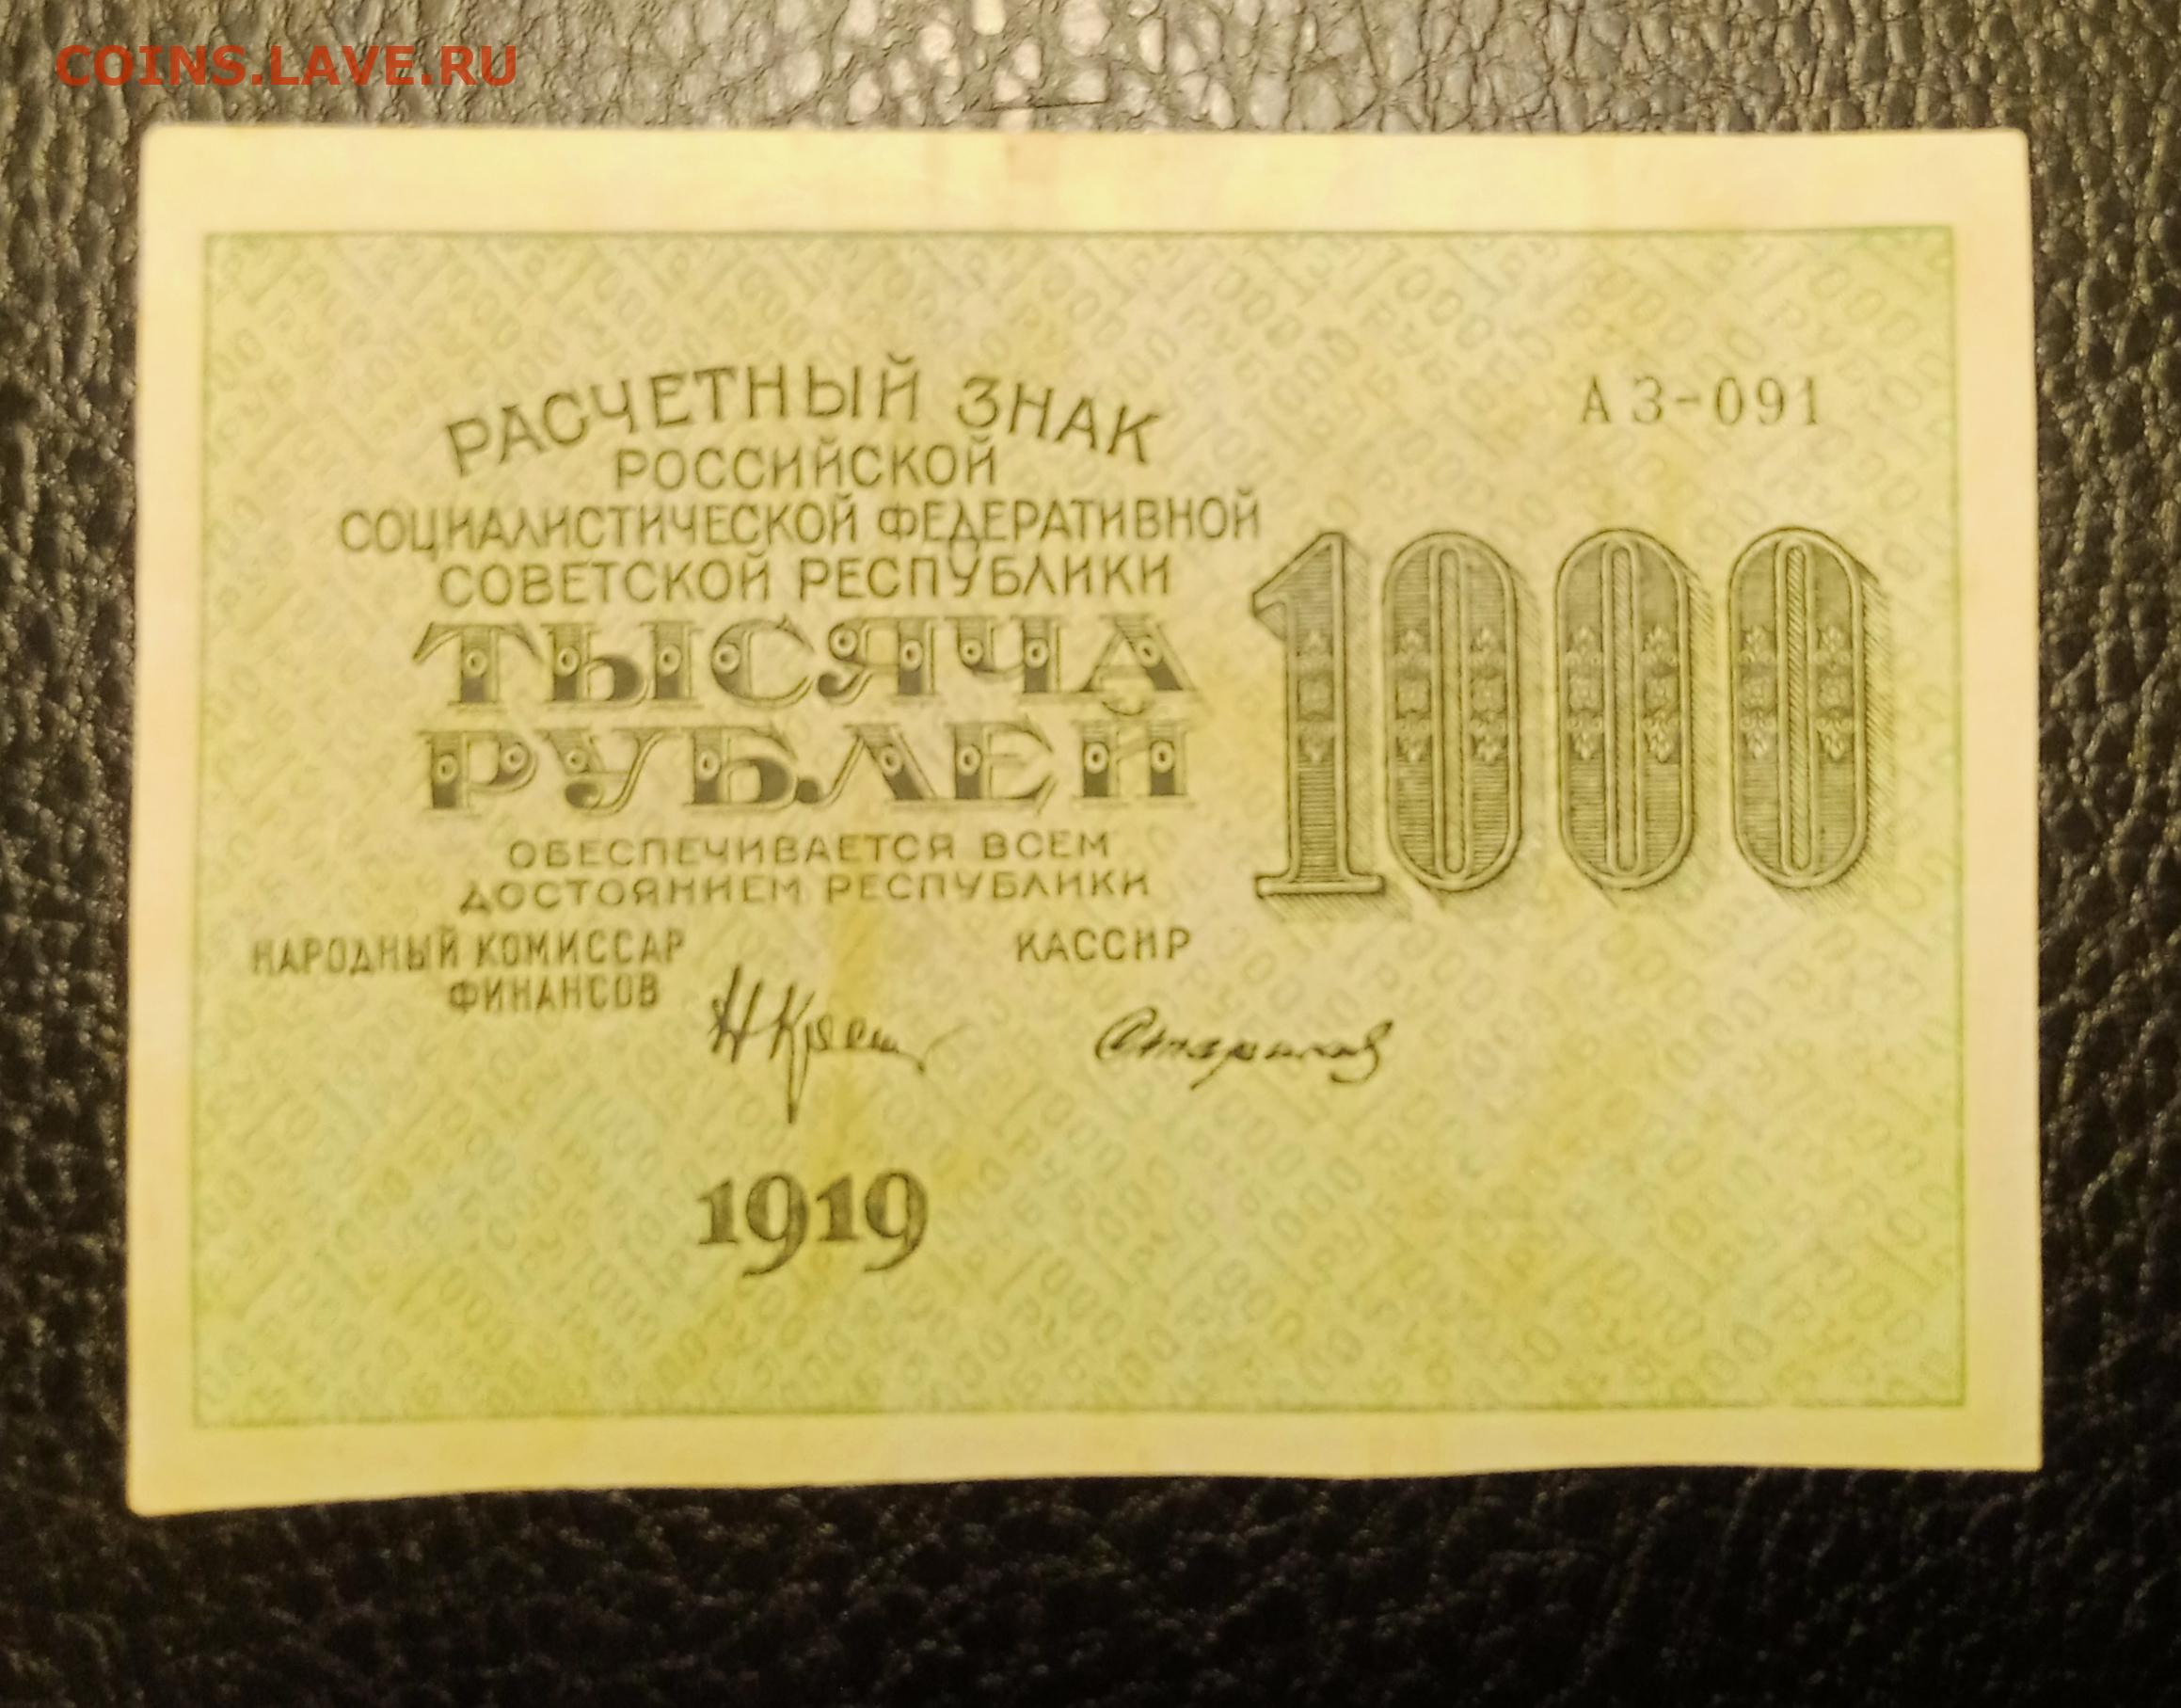 COINS.LAVE.RU
РАСЧЕТНЫЙ ЗНАК
АЗ-091
РОССИЙСКОЙ
СОЦИАЛИСТИЧЕСКОЙ ФЕДЕРАТИВНОЙ
СОВЕТСКОЙ РЕСПУБЛИКИ
ТЫСЯЧА
РУБЛЕЙ
1000
ОБЕСПЕЧИВАЕТСЯ ВСЕМ
ДОСТОЯНИЕМ РЕСПУБЛИКИ
НАРОДНЫЙ КОМИССАР
ФИНАНСОВ
КАССИР
1919